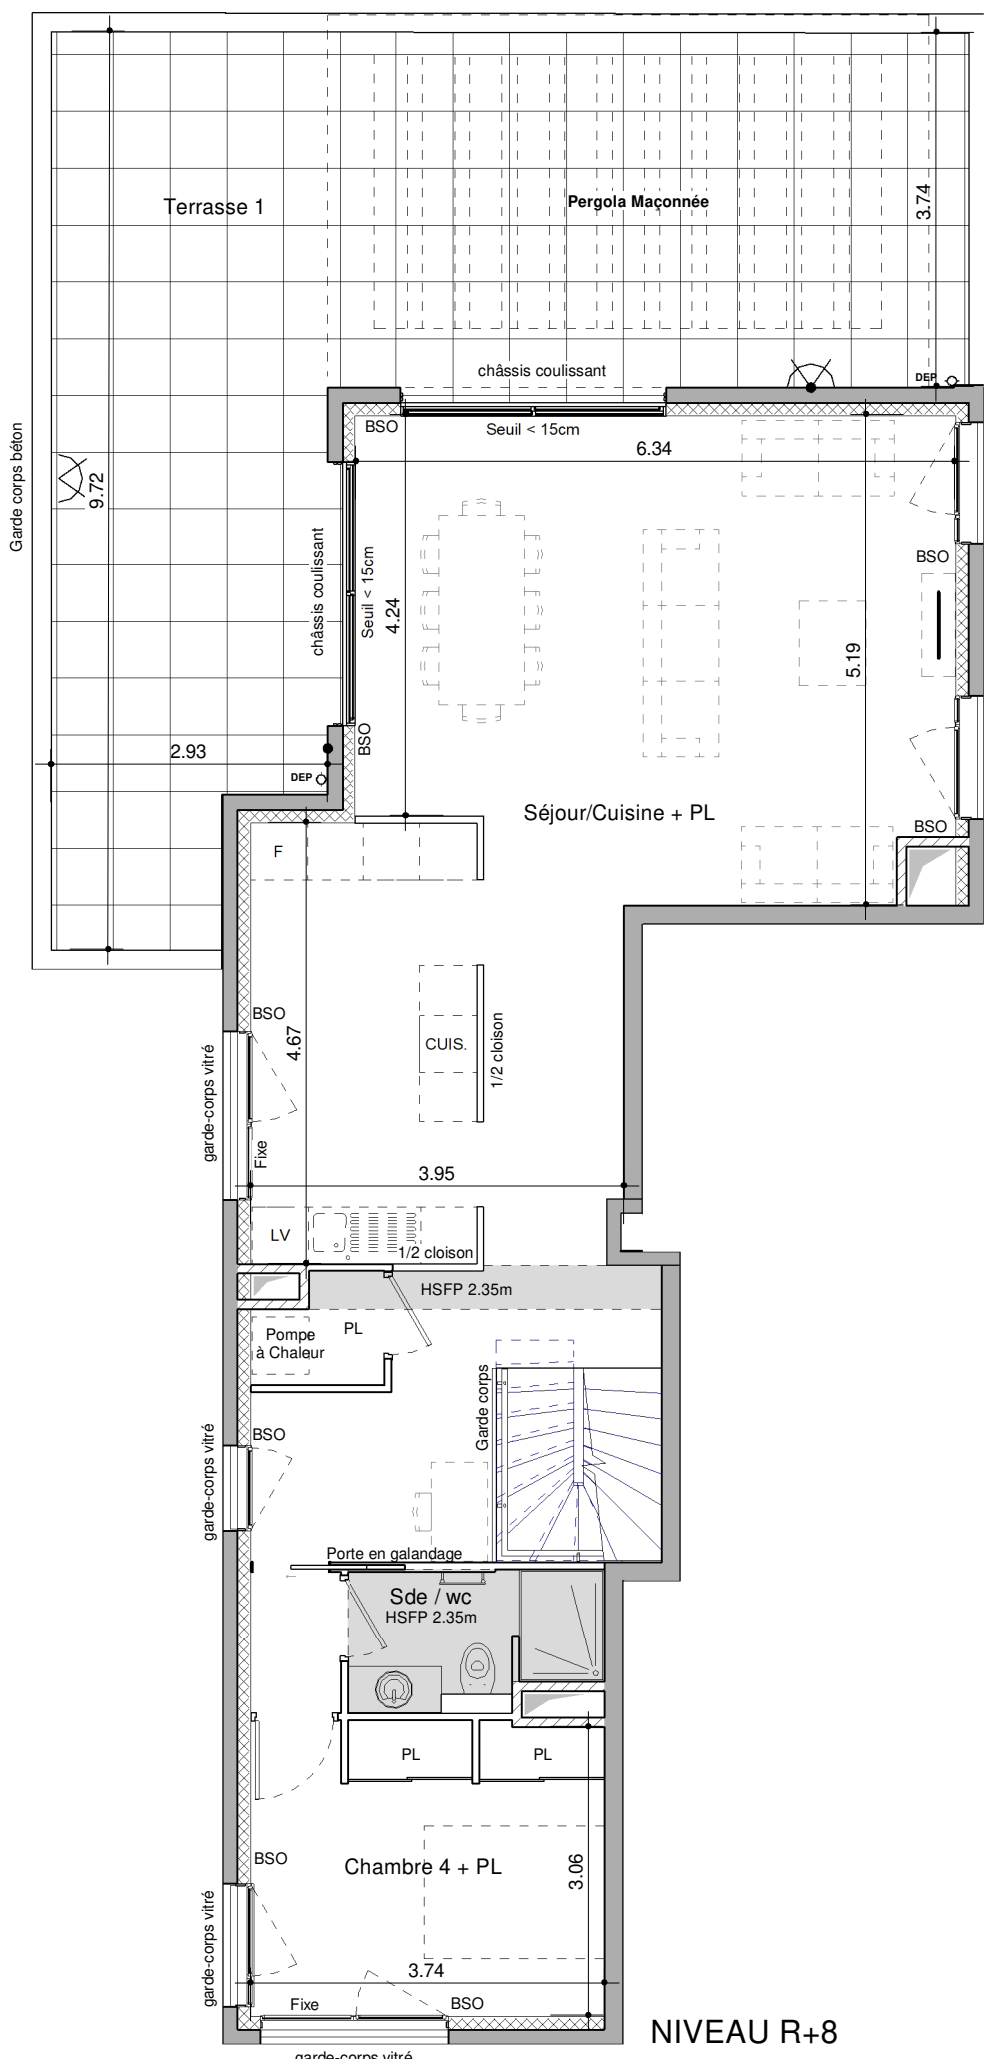 Terrasse 1
Pergola Maçonnée
3.74
châssis coulissant
DEP
BSO
Seuil < 15cm
6.34
Garde corps béton
9.72
châssis coulissant
Seuil < 15cm
4.24
BSO
5.19
BSO
2.93
DEP
Séjour/Cuisine + PL
BSO
F
BSO
4.67
CUIS.
1/2 cloison
garde-corps vitré
Fixe
3.95
LV
1/2 cloison
HSFP 2.35m
Pompe
à Chaleur
PL
Garde corps
BSO
garde-corps vitré
Porte en galandage
Sde / wc
HSFP 2.35m
PL
PL
BSO
Chambre 4 + PL
3.06
garde-corps vitré
3.74
Fixe
BSO
NIVEAU R+8
garde-corps vitré